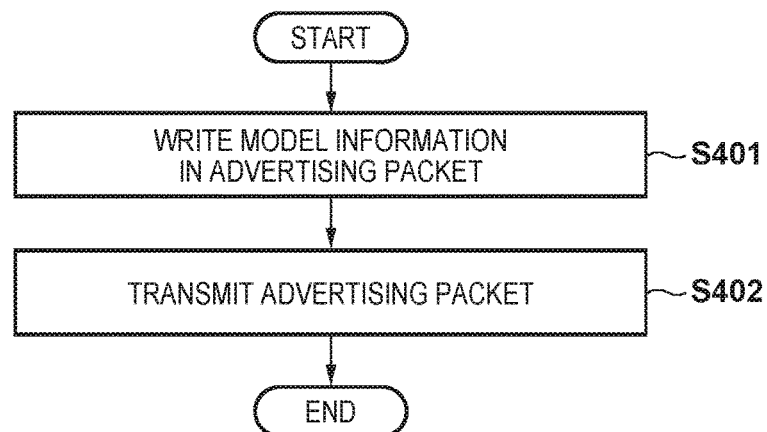 START
WRITE MODEL INFORMATION
IN ADVERTISING PACKET
S401
TRANSMIT ADVERTISING PACKET
S402
END